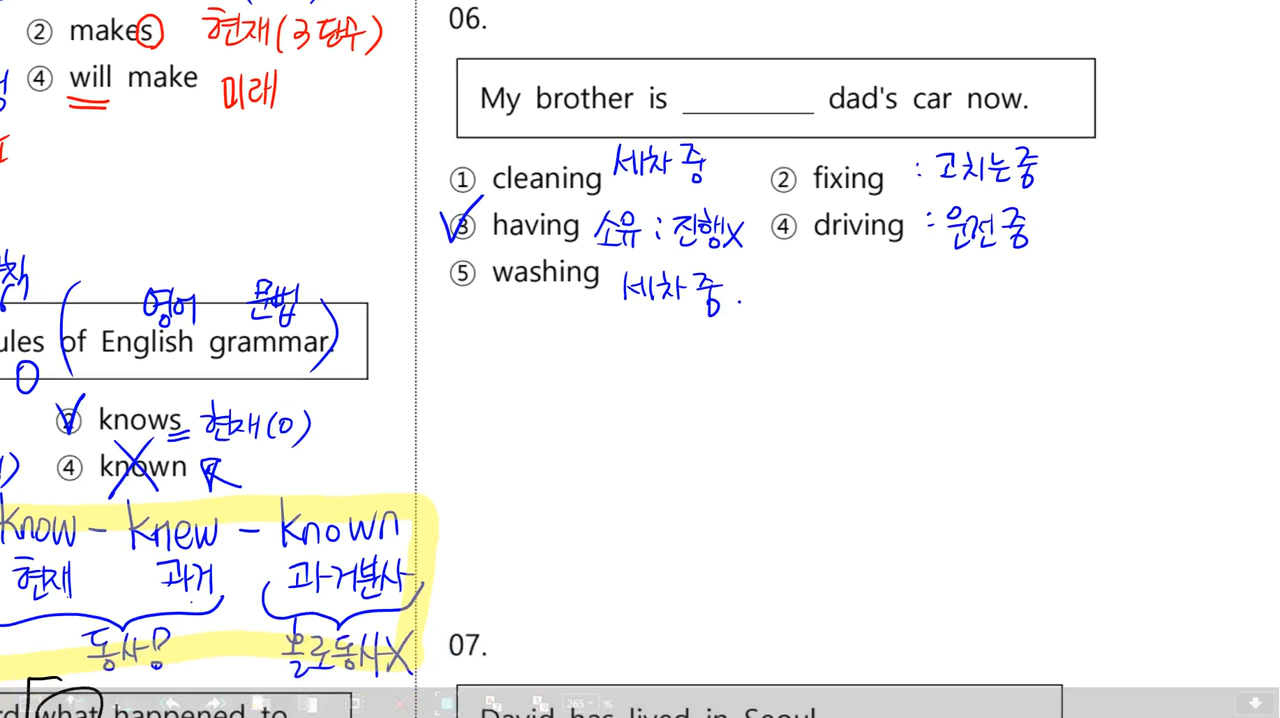 ② makes 현재(3단수)
④ will make 미래
영어 문법
ules of English grammar.
O
② knows 현재(O)
④ known
know - knew - known
현재 과거 과거분사
동사 홀로동사X
what happened to
06.
My brother is ________ dad's car now.
① cleaning 세차 중 ② fixing : 고치는 중
③ having 소유 : 진행X ④ driving : 운전 중
⑤ washing 세차 중.
07.
David has lived in Seoul
265 %